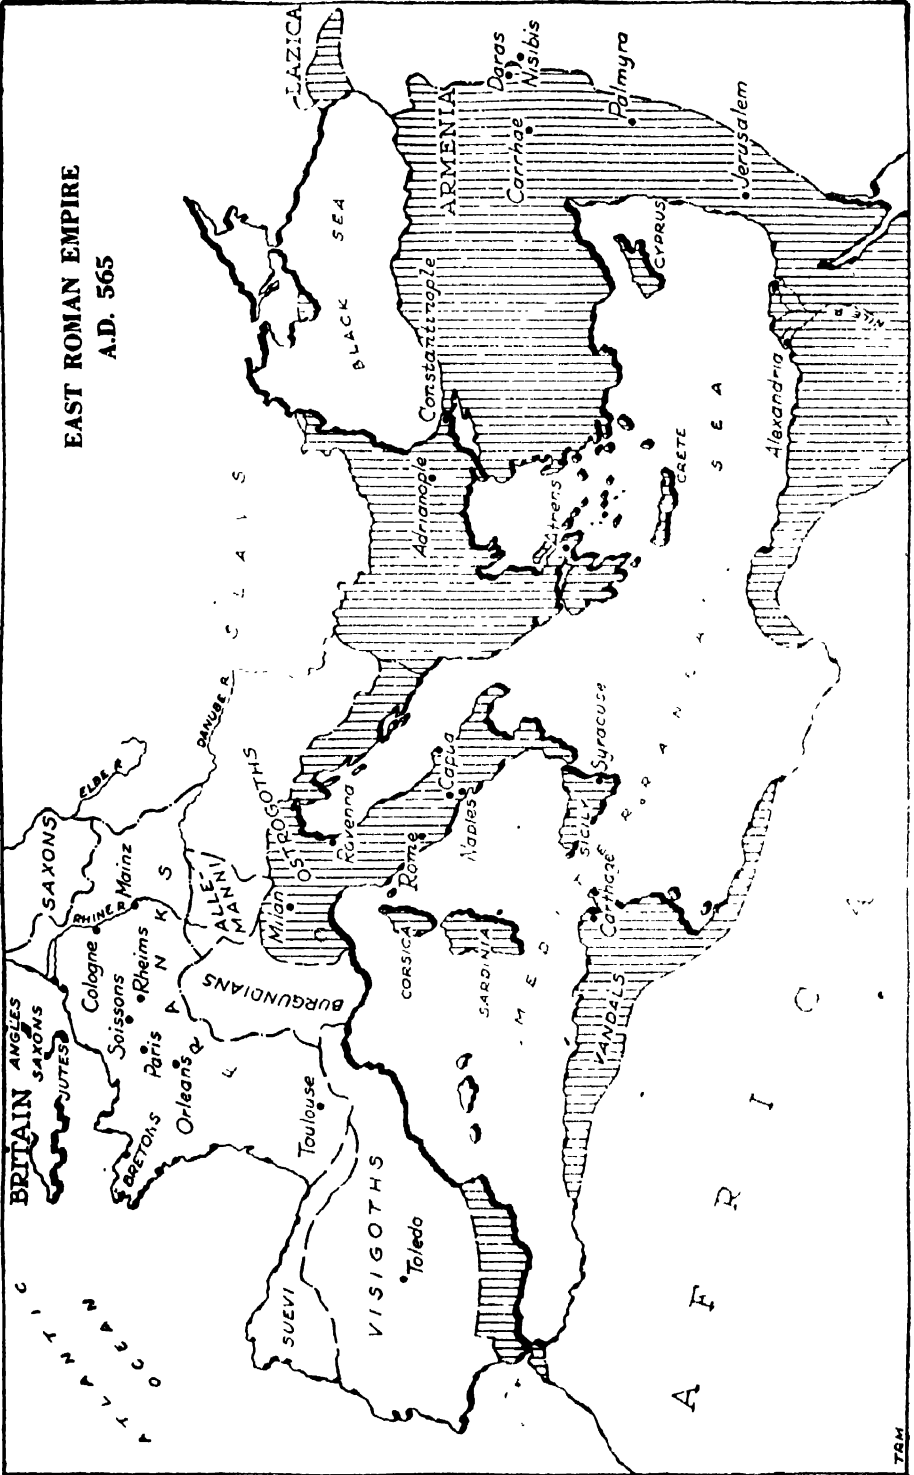 EAST ROMAN EMPIRE
A.D. 565
BRITAIN
ANGLES
SAXONS
JUTES
SAXONS
ELBE R
RHINE R
Cologne
Mainz
Soissons
Rheims
Paris
Orleans
BRETONS
FRANKS
ALLE-
MANNI
BURGUNDIANS
DANUBE R
SLAVS
OSTROGOTHS
ATLANTIC
OCEAN
SUEVI
VISIGOTHS
Toledo
Toulouse
Milan
Ravenna
Rome
Capua
Naples
CORSICA
SARDINIA
SICILY
Syracuse
Carthage
VANDALS
MEDITERRANEAN
SEA
AFRICA
Adrianople
Constantinople
Athens
CRETE
CYPRUS
BLACK SEA
LAZICA
ARMENIA
Daras
Nisibis
Carrhae
Palmyra
Jerusalem
Alexandria
NILE R
TRM